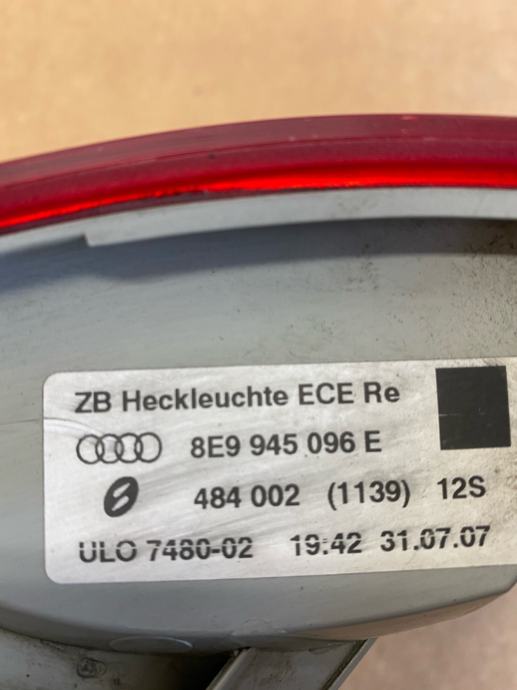 ZB Heckleuchte ECE Re
8E9 945 096 E
484 002 (1139) 12S
ULO 7480-02 19:42 31.07.07